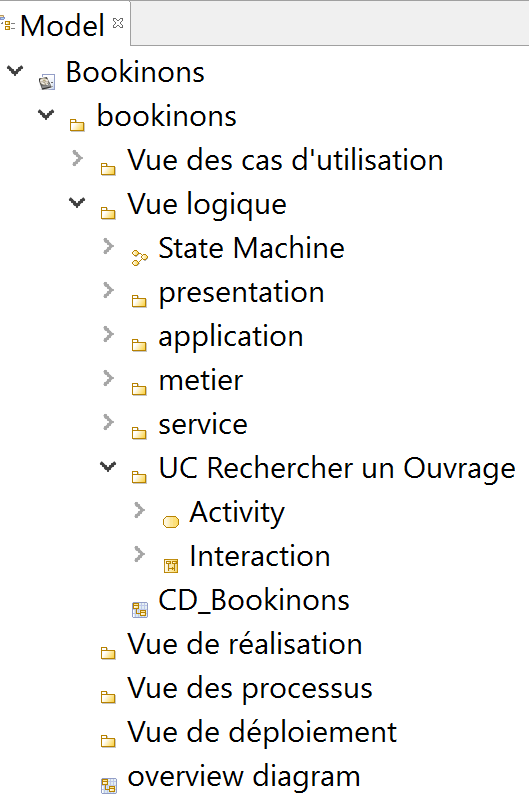 Model
Bookinons
bookinons
Vue des cas d'utilisation
Vue logique
State Machine
presentation
application
metier
service
UC Rechercher un Ouvrage
Activity
Interaction
CD_Bookinons
Vue de réalisation
Vue des processus
Vue de déploiement
overview diagram